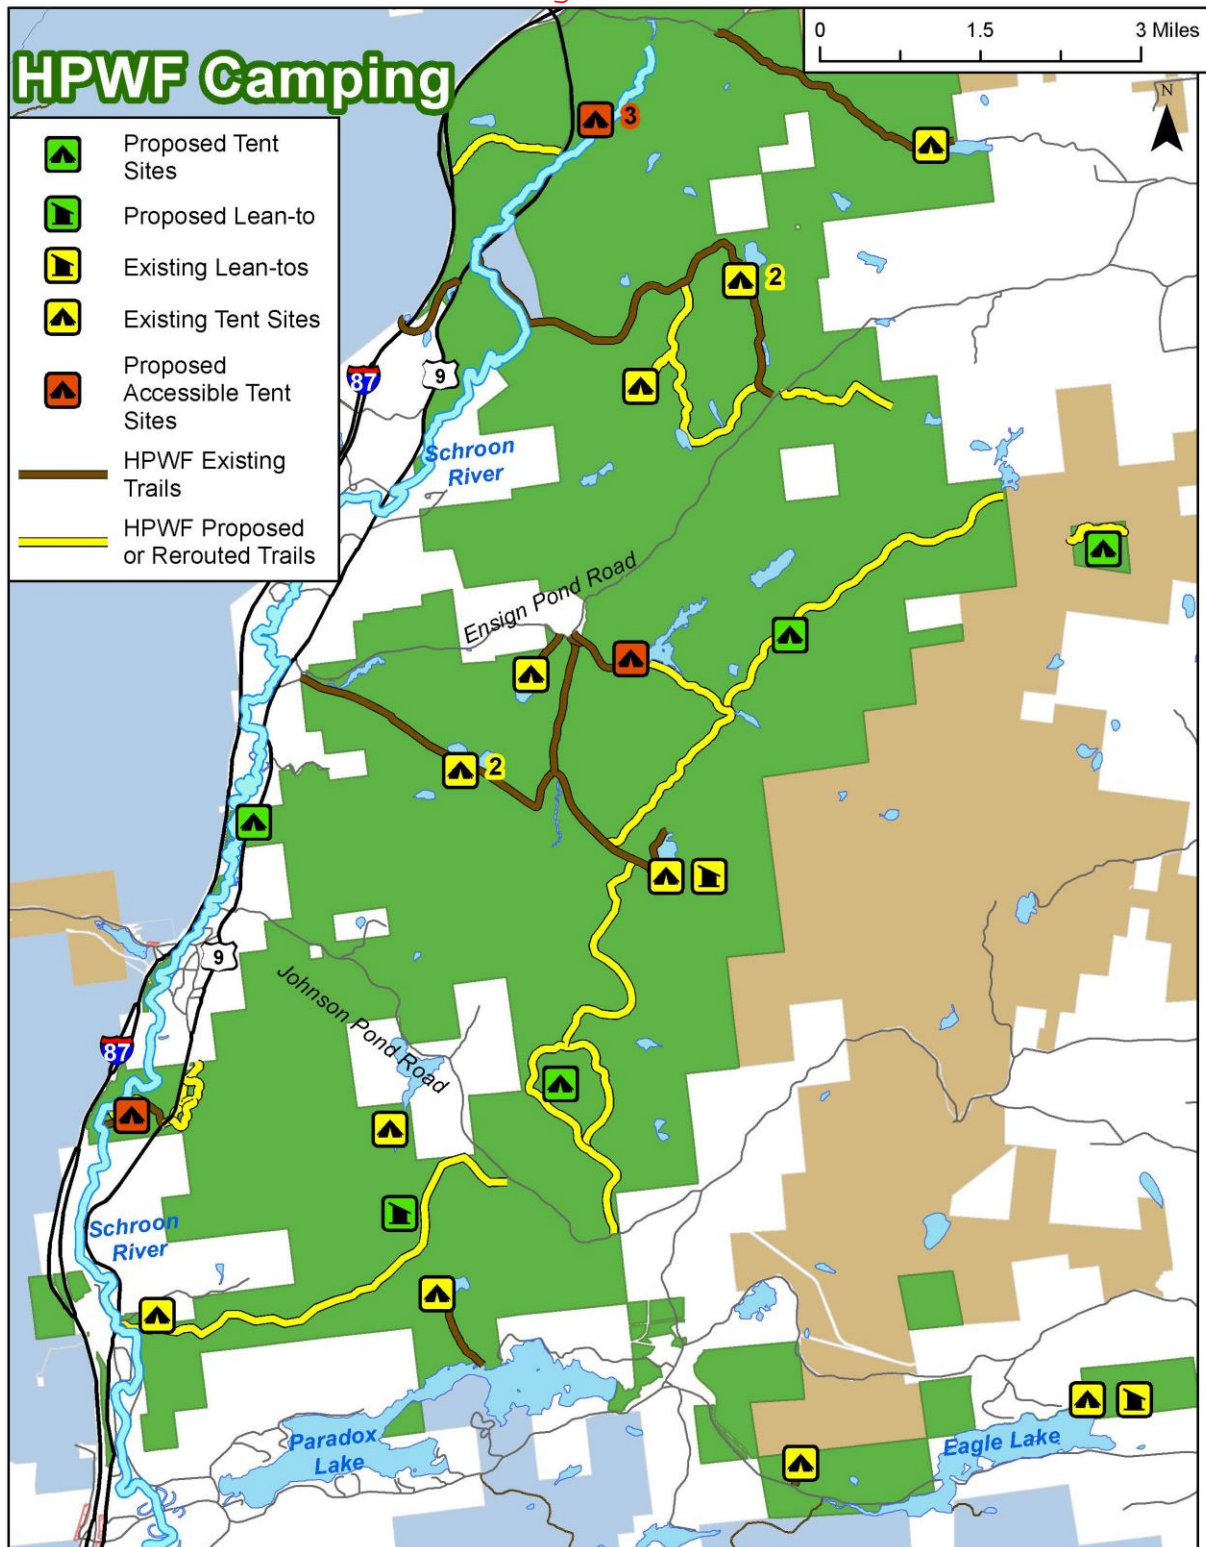 0 1.5 3 Miles
HPWF Camping
N
Proposed Tent
Sites
Proposed Lean-to
Existing Lean-tos
Existing Tent Sites
Proposed
Accessible Tent
Sites
HPWF Existing
Trails
HPWF Proposed
or Rerouted Trails
3
2
87
9
Schroon
River
Ensign Pond Road
2
9
Johnson Pond Road
87
Schroon
River
Paradox
Lake
Eagle Lake